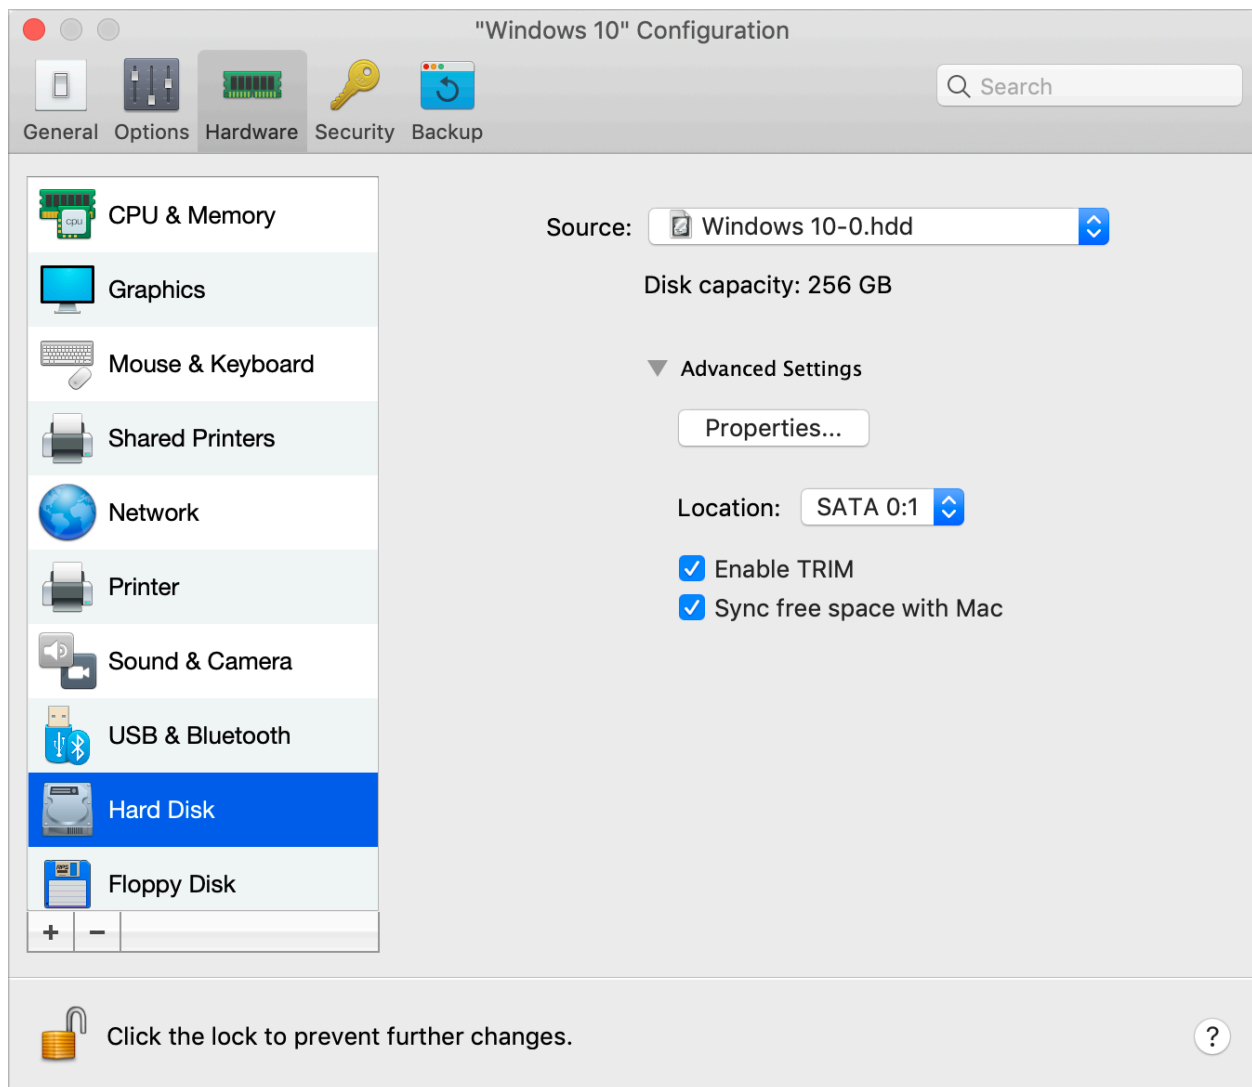 "Windows 10" Configuration
General Options Hardware Security Backup
Search
CPU & Memory
Graphics
Mouse & Keyboard
Shared Printers
Network
Printer
Sound & Camera
USB & Bluetooth
Hard Disk
Floppy Disk
+ −
Source: Windows 10-0.hdd
Disk capacity: 256 GB
Advanced Settings
Properties...
Location: SATA 0:1
Enable TRIM
Sync free space with Mac
Click the lock to prevent further changes.
?